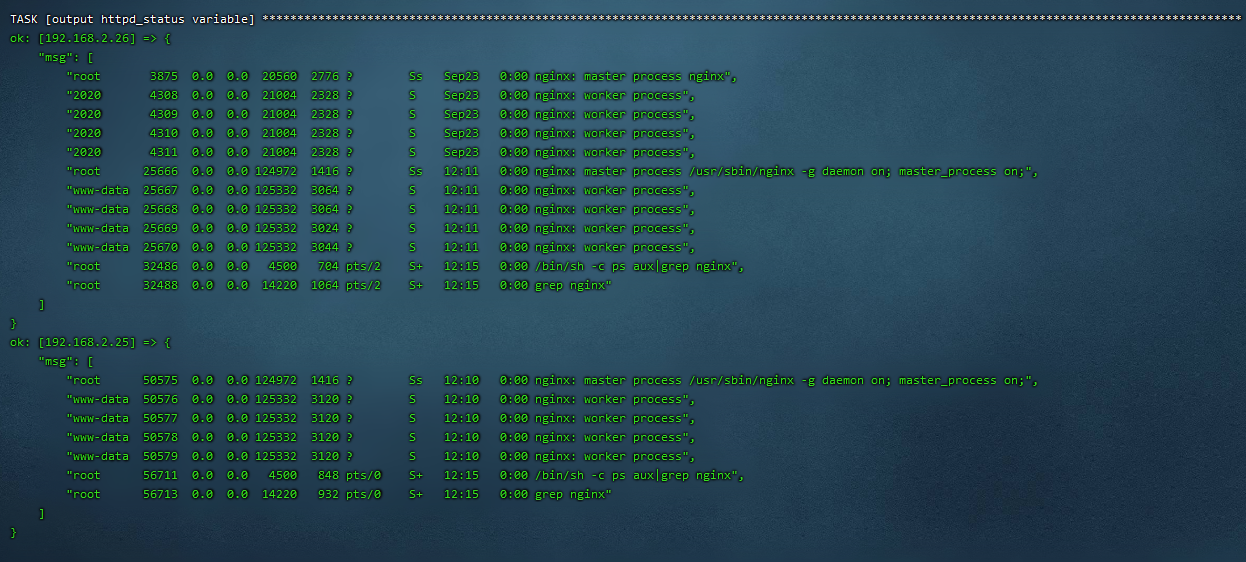 TASK [output httpd_status variable] ********************************************************************************************************************************************
ok: [192.168.2.26] => {
    "msg": [
        "root       3875  0.0  0.0  20560  2776 ?        Ss   Sep23   0:00 nginx: master process nginx",
        "2020       4308  0.0  0.0  21004  2328 ?        S    Sep23   0:00 nginx: worker process",
        "2020       4309  0.0  0.0  21004  2328 ?        S    Sep23   0:00 nginx: worker process",
        "2020       4310  0.0  0.0  21004  2328 ?        S    Sep23   0:00 nginx: worker process",
        "2020       4311  0.0  0.0  21004  2328 ?        S    Sep23   0:00 nginx: worker process",
        "root      25666  0.0  0.0 124972  1416 ?        Ss   12:11   0:00 nginx: master process /usr/sbin/nginx -g daemon on; master_process on;",
        "www-data  25667  0.0  0.0 125332  3064 ?        S    12:11   0:00 nginx: worker process",
        "www-data  25668  0.0  0.0 125332  3064 ?        S    12:11   0:00 nginx: worker process",
        "www-data  25669  0.0  0.0 125332  3024 ?        S    12:11   0:00 nginx: worker process",
        "www-data  25670  0.0  0.0 125332  3044 ?        S    12:11   0:00 nginx: worker process",
        "root      32486  0.0  0.0   4500   704 pts/2    S+   12:15   0:00 /bin/sh -c ps aux|grep nginx",
        "root      32488  0.0  0.0  14220  1064 pts/2    S+   12:15   0:00 grep nginx"
    ]
}
ok: [192.168.2.25] => {
    "msg": [
        "root      50575  0.0  0.0 124972  1416 ?        Ss   12:10   0:00 nginx: master process /usr/sbin/nginx -g daemon on; master_process on;",
        "www-data  50576  0.0  0.0 125332  3120 ?        S    12:10   0:00 nginx: worker process",
        "www-data  50577  0.0  0.0 125332  3120 ?        S    12:10   0:00 nginx: worker process",
        "www-data  50578  0.0  0.0 125332  3120 ?        S    12:10   0:00 nginx: worker process",
        "www-data  50579  0.0  0.0 125332  3120 ?        S    12:10   0:00 nginx: worker process",
        "root      56711  0.0  0.0   4500   848 pts/0    S+   12:15   0:00 /bin/sh -c ps aux|grep nginx",
        "root      56713  0.0  0.0  14220   932 pts/0    S+   12:15   0:00 grep nginx"
    ]
}